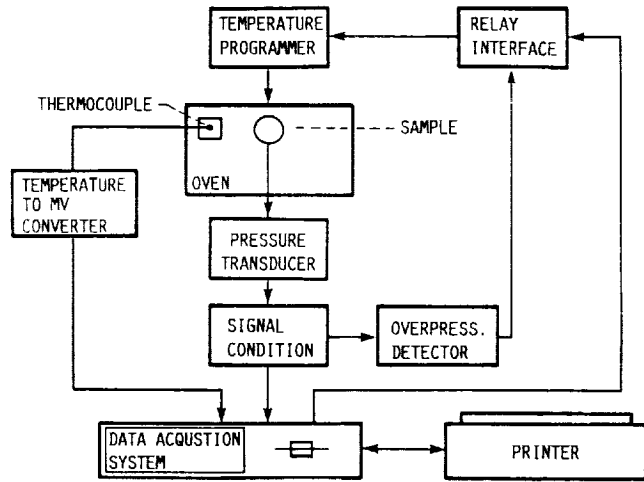 TEMPERATURE
PROGRAMMER
RELAY
INTERFACE
THERMOCOUPLE
SAMPLE
OVEN
TEMPERATURE
TO MV
CONVERTER
PRESSURE
TRANSDUCER
SIGNAL
CONDITION
OVERPRESS.
DETECTOR
DATA ACQUSTION
SYSTEM
PRINTER